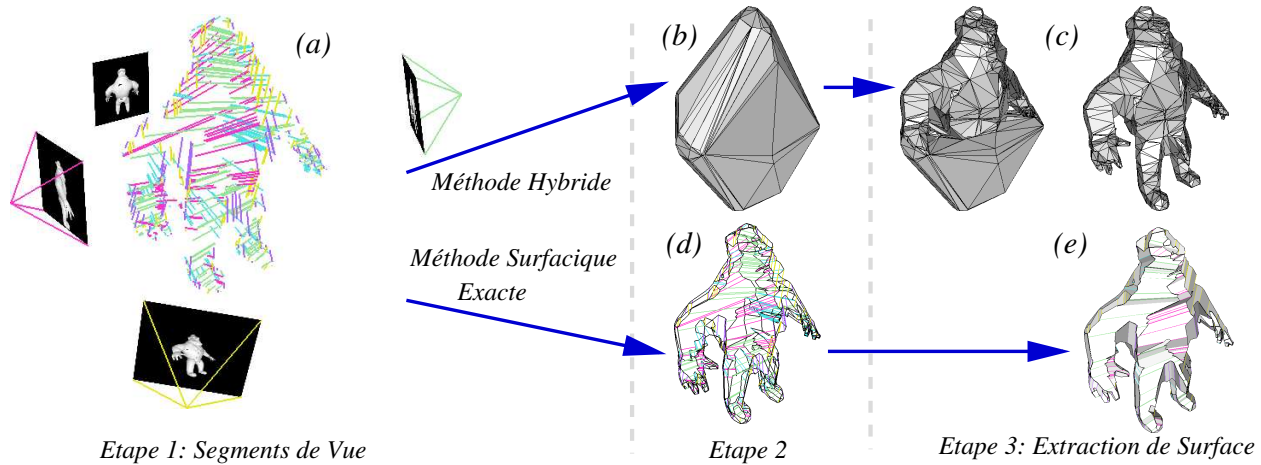 (a)
(b)
(c)
Méthode Hybride
Méthode Surfacique
Exacte
(d)
(e)
Etape 1: Segments de Vue
Etape 2
Etape 3: Extraction de Surface